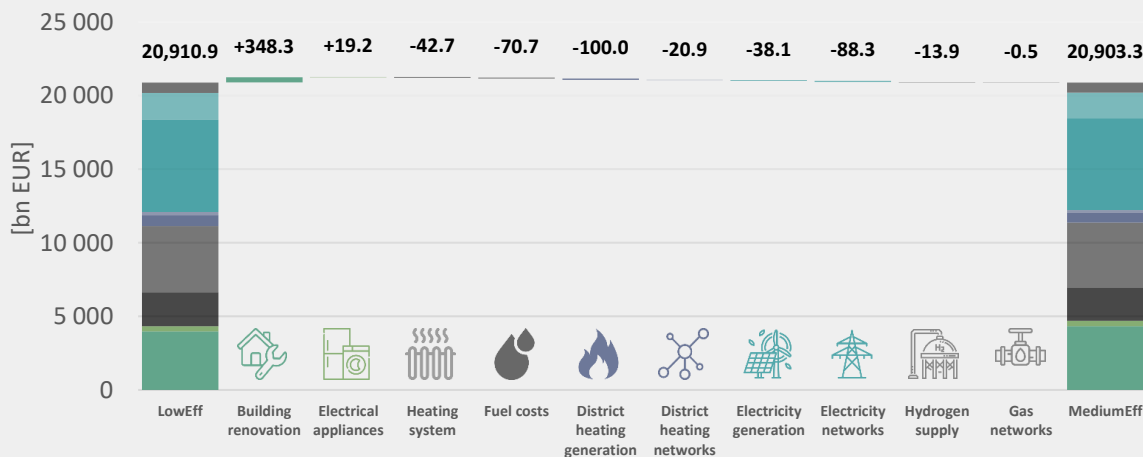 25 000
20,910.9 +348.3 +19.2 -42.7 -70.7 -100.0 -20.9 -38.1 -88.3 -13.9 -0.5 20,903.3
20 000
15 000
[bn EUR]
10 000
5 000
0
H₂
LowEff Building Electrical Heating Fuel costs District District Electricity Electricity Hydrogen Gas MediumEff
renovation appliances system heating heating generation networks supply networks
generation networks